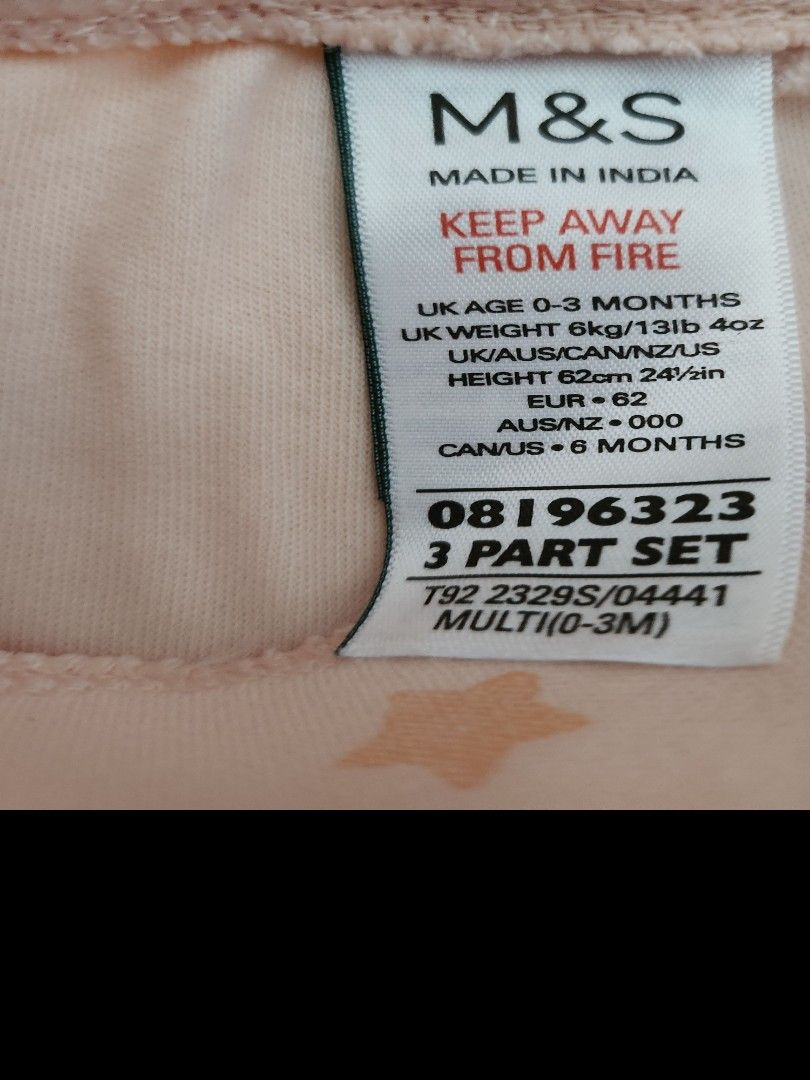 M&S
MADE IN INDIA
KEEP AWAY
FROM FIRE
UK AGE 0-3 MONTHS
UK WEIGHT 6kg/13lb 4oz
UK/AUS/CAN/NZ/US
HEIGHT 62cm 24½in
EUR • 62
AUS/NZ • 000
CAN/US • 6 MONTHS
08196323
3 PART SET
T92 2329S/04441
MULTI(0-3M)